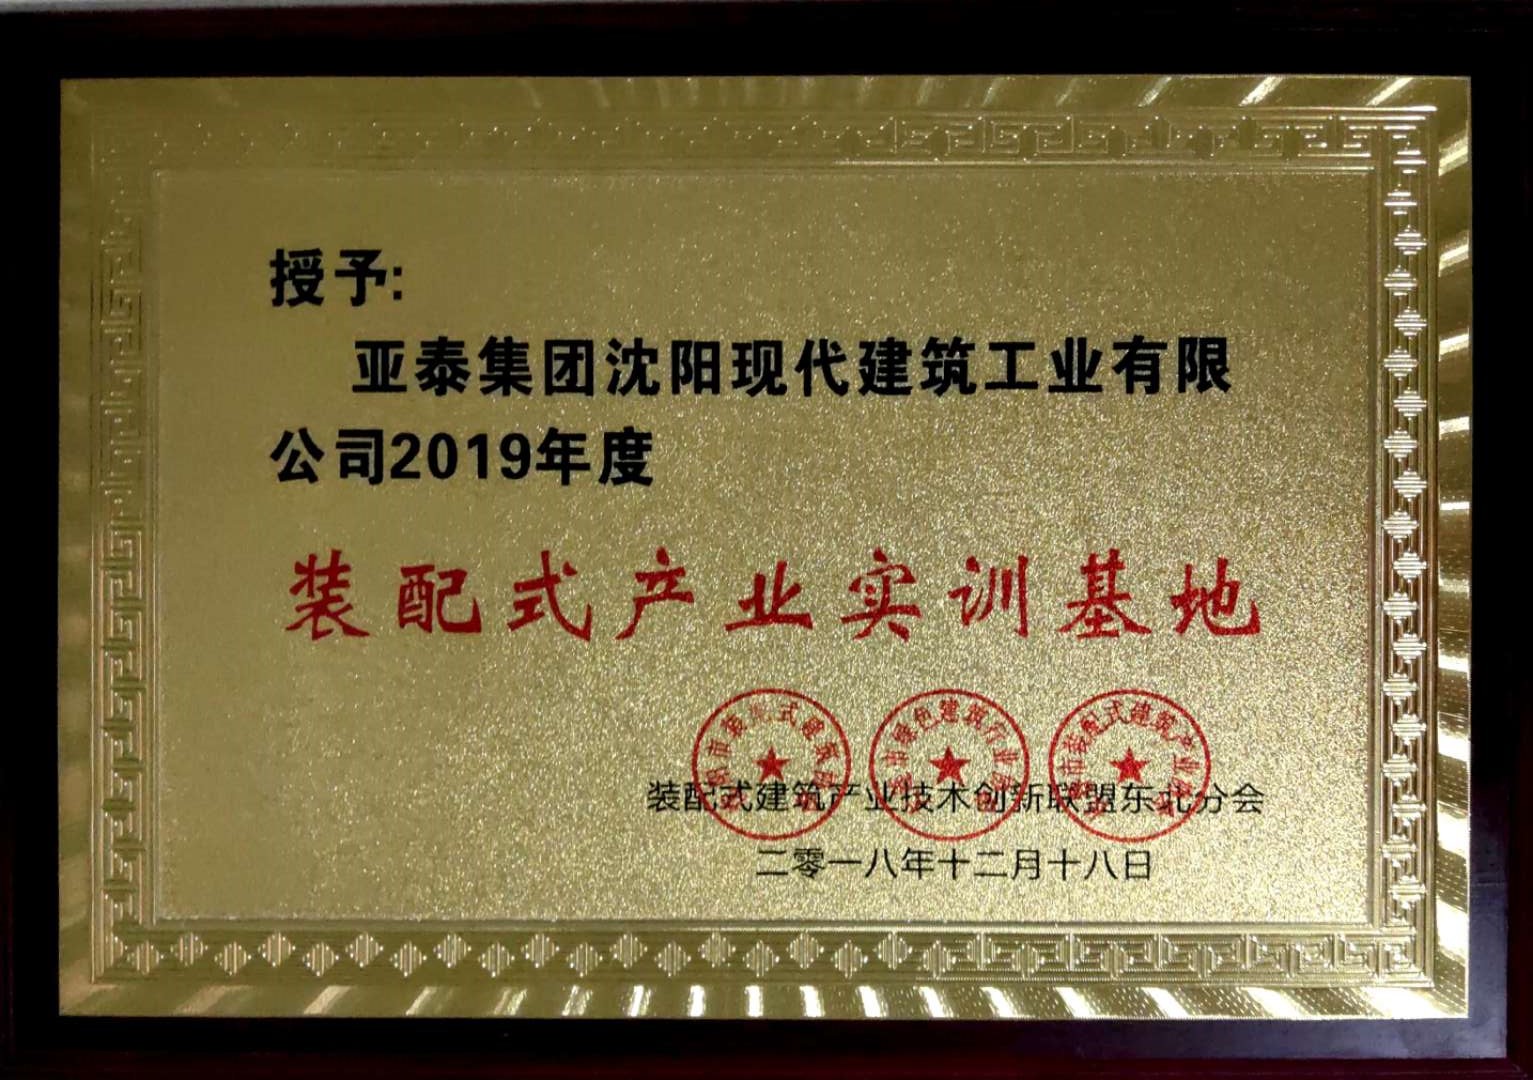 授予:
亚泰集团沈阳现代建筑工业有限
公司2019年度
装配式产业实训基地
装配式建筑产业技术创新联盟东北分会
二零一八年十二月十八日